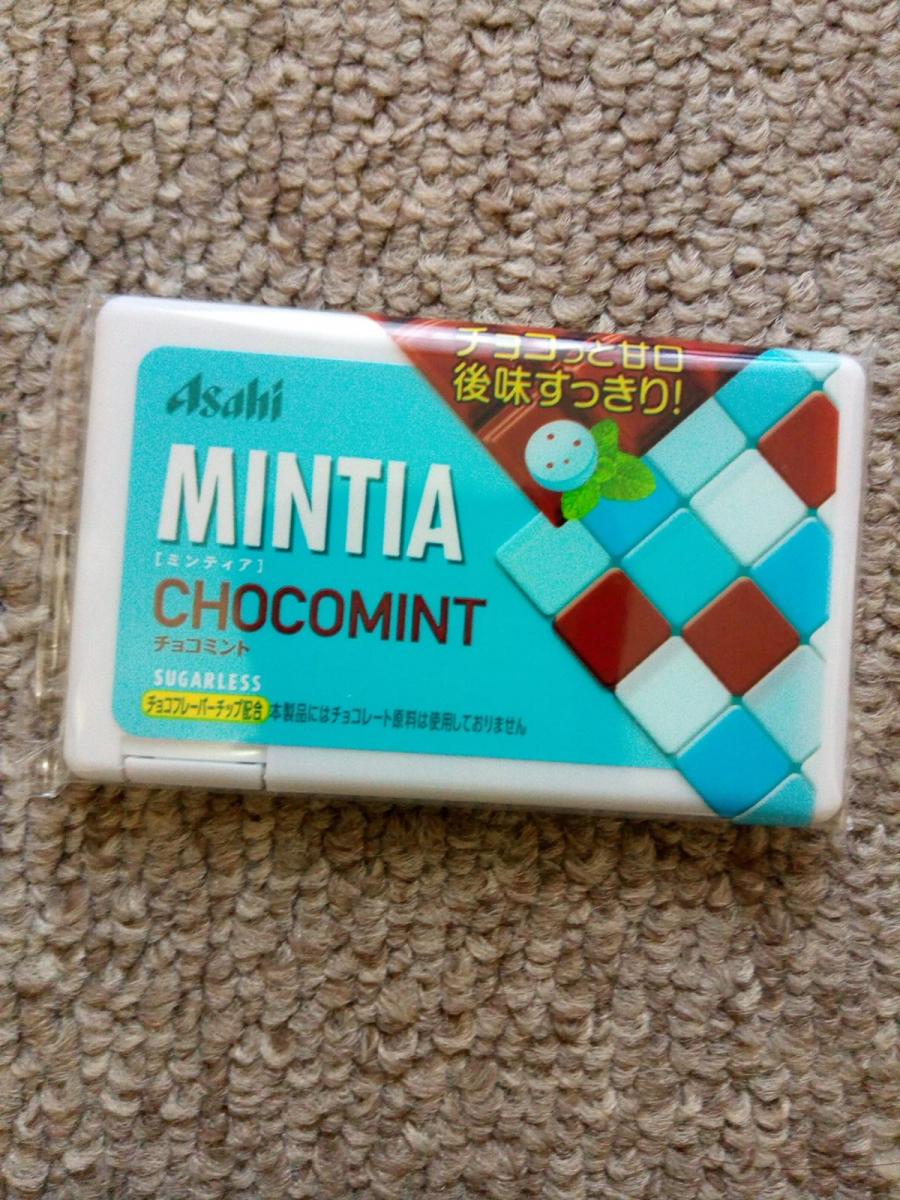 チョコっと甘口
後味すっきり!
Asahi
MINTIA
[ミンティア]
CHOCOMINT
チョコミント
SUGARLESS
チョコフレーバーチップ配合 本製品にはチョコレート原料は使用しておりません